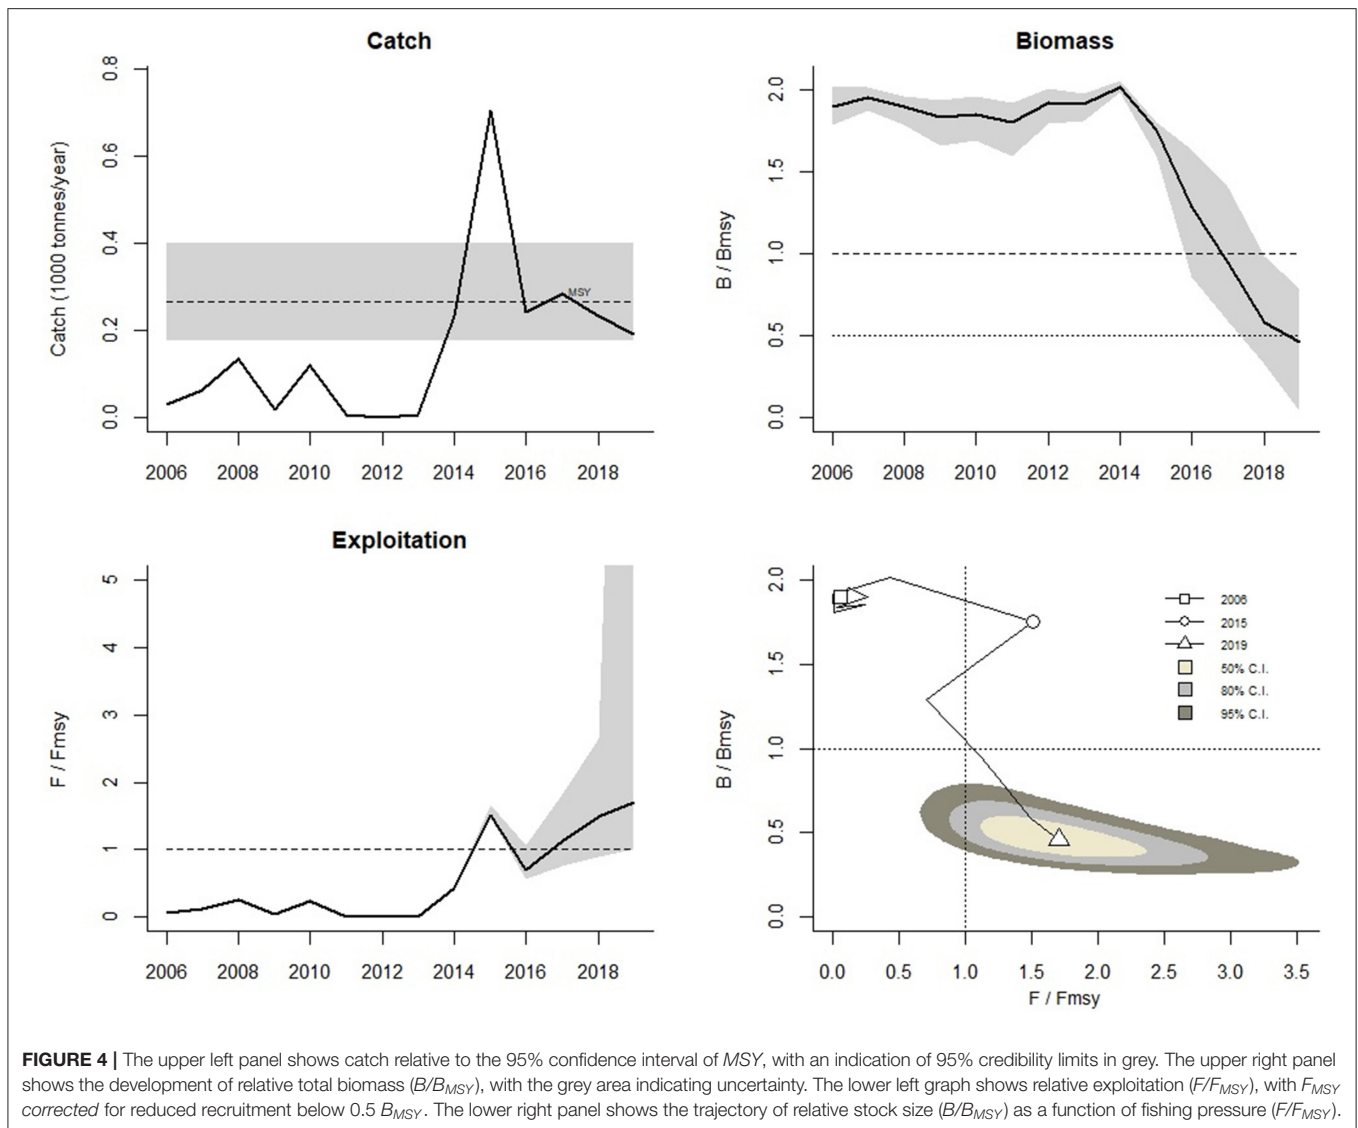 Catch
Catch (1000 tonnes/year)
0.8
0.6
0.4
0.2
0.0
MSY
2006 2008 2010 2012 2014 2016 2018
Biomass
B / Bmsy
2.0
1.5
1.0
0.5
0.0
2006 2008 2010 2012 2014 2016 2018
Exploitation
F / Fmsy
5
4
3
2
1
0
2006 2008 2010 2012 2014 2016 2018
B / Bmsy
2.0
1.5
1.0
0.5
0.0
2006
2015
2019
50% C.I.
80% C.I.
95% C.I.
0.0 0.5 1.0 1.5 2.0 2.5 3.0 3.5
F / Fmsy
FIGURE 4 | The upper left panel shows catch relative to the 95% confidence interval of MSY, with an indication of 95% credibility limits in grey. The upper right panel
shows the development of relative total biomass (B/BMSY), with the grey area indicating uncertainty. The lower left graph shows relative exploitation (F/FMSY), with FMSY
corrected for reduced recruitment below 0.5 BMSY. The lower right panel shows the trajectory of relative stock size (B/BMSY) as a function of fishing pressure (F/FMSY).